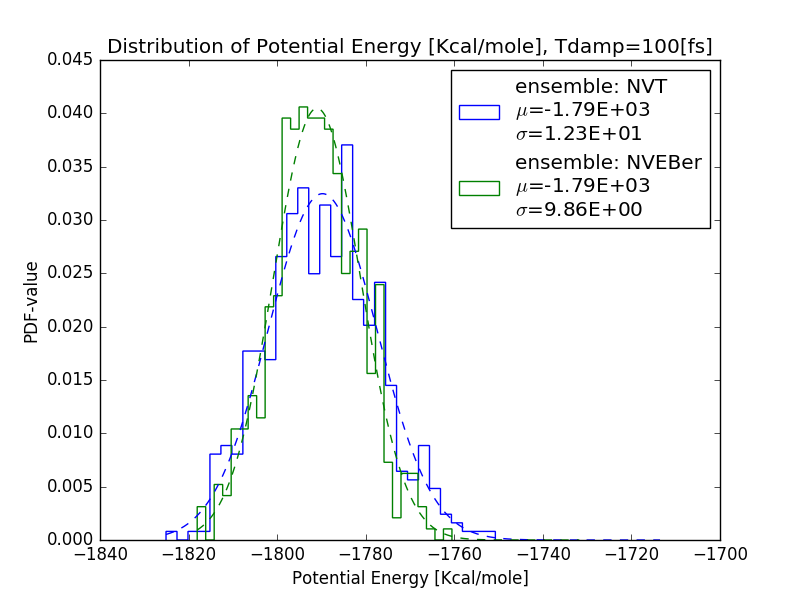 Distribution of Potential Energy [Kcal/mole], Tdamp=100[fs]
ensemble: NVT
μ=-1.79E+03
σ=1.23E+01
ensemble: NVEBer
μ=-1.79E+03
σ=9.86E+00
PDF-value
0.045
0.040
0.035
0.030
0.025
0.020
0.015
0.010
0.005
0.000
−1840 −1820 −1800 −1780 −1760 −1740 −1720 −1700
Potential Energy [Kcal/mole]